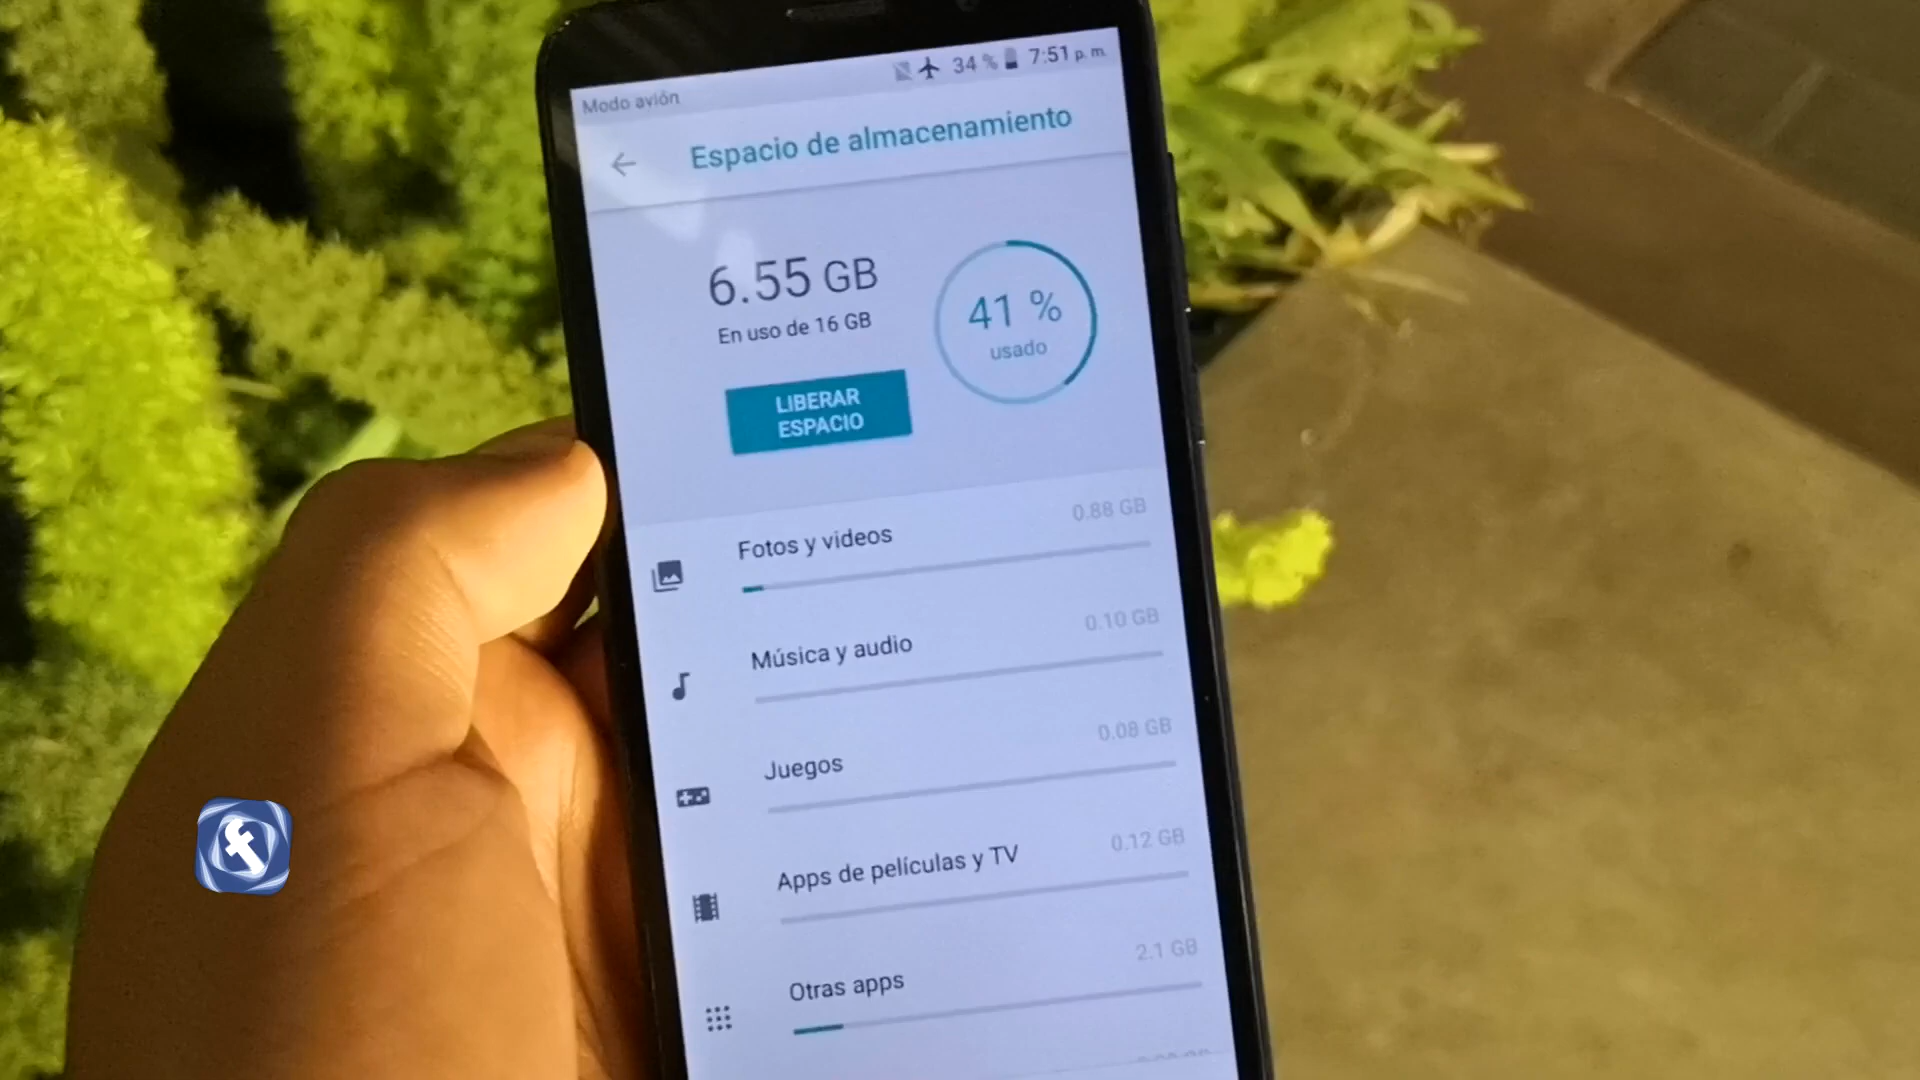 Modo avión 34 % 7:51 p. m.
Espacio de almacenamiento
6.55 GB
En uso de 16 GB
41 %
usado
LIBERAR
ESPACIO
Fotos y videos 0.88 GB
Música y audio 0.10 GB
Juegos 0.08 GB
Apps de películas y TV 0.12 GB
Otras apps 2.1 GB
f